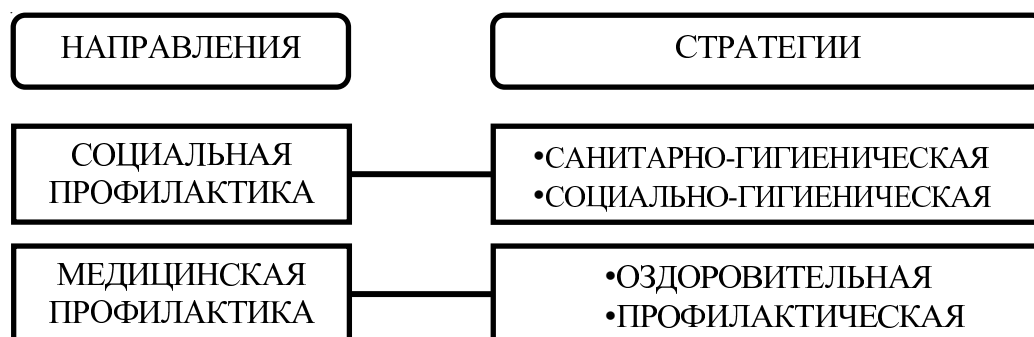 НАПРАВЛЕНИЯ
СТРАТЕГИИ
СОЦИАЛЬНАЯ
ПРОФИЛАКТИКА
•САНИТАРНО-ГИГИЕНИЧЕСКАЯ
•СОЦИАЛЬНО-ГИГИЕНИЧЕСКАЯ
МЕДИЦИНСКАЯ
ПРОФИЛАКТИКА
•ОЗДОРОВИТЕЛЬНАЯ
•ПРОФИЛАКТИЧЕСКАЯ